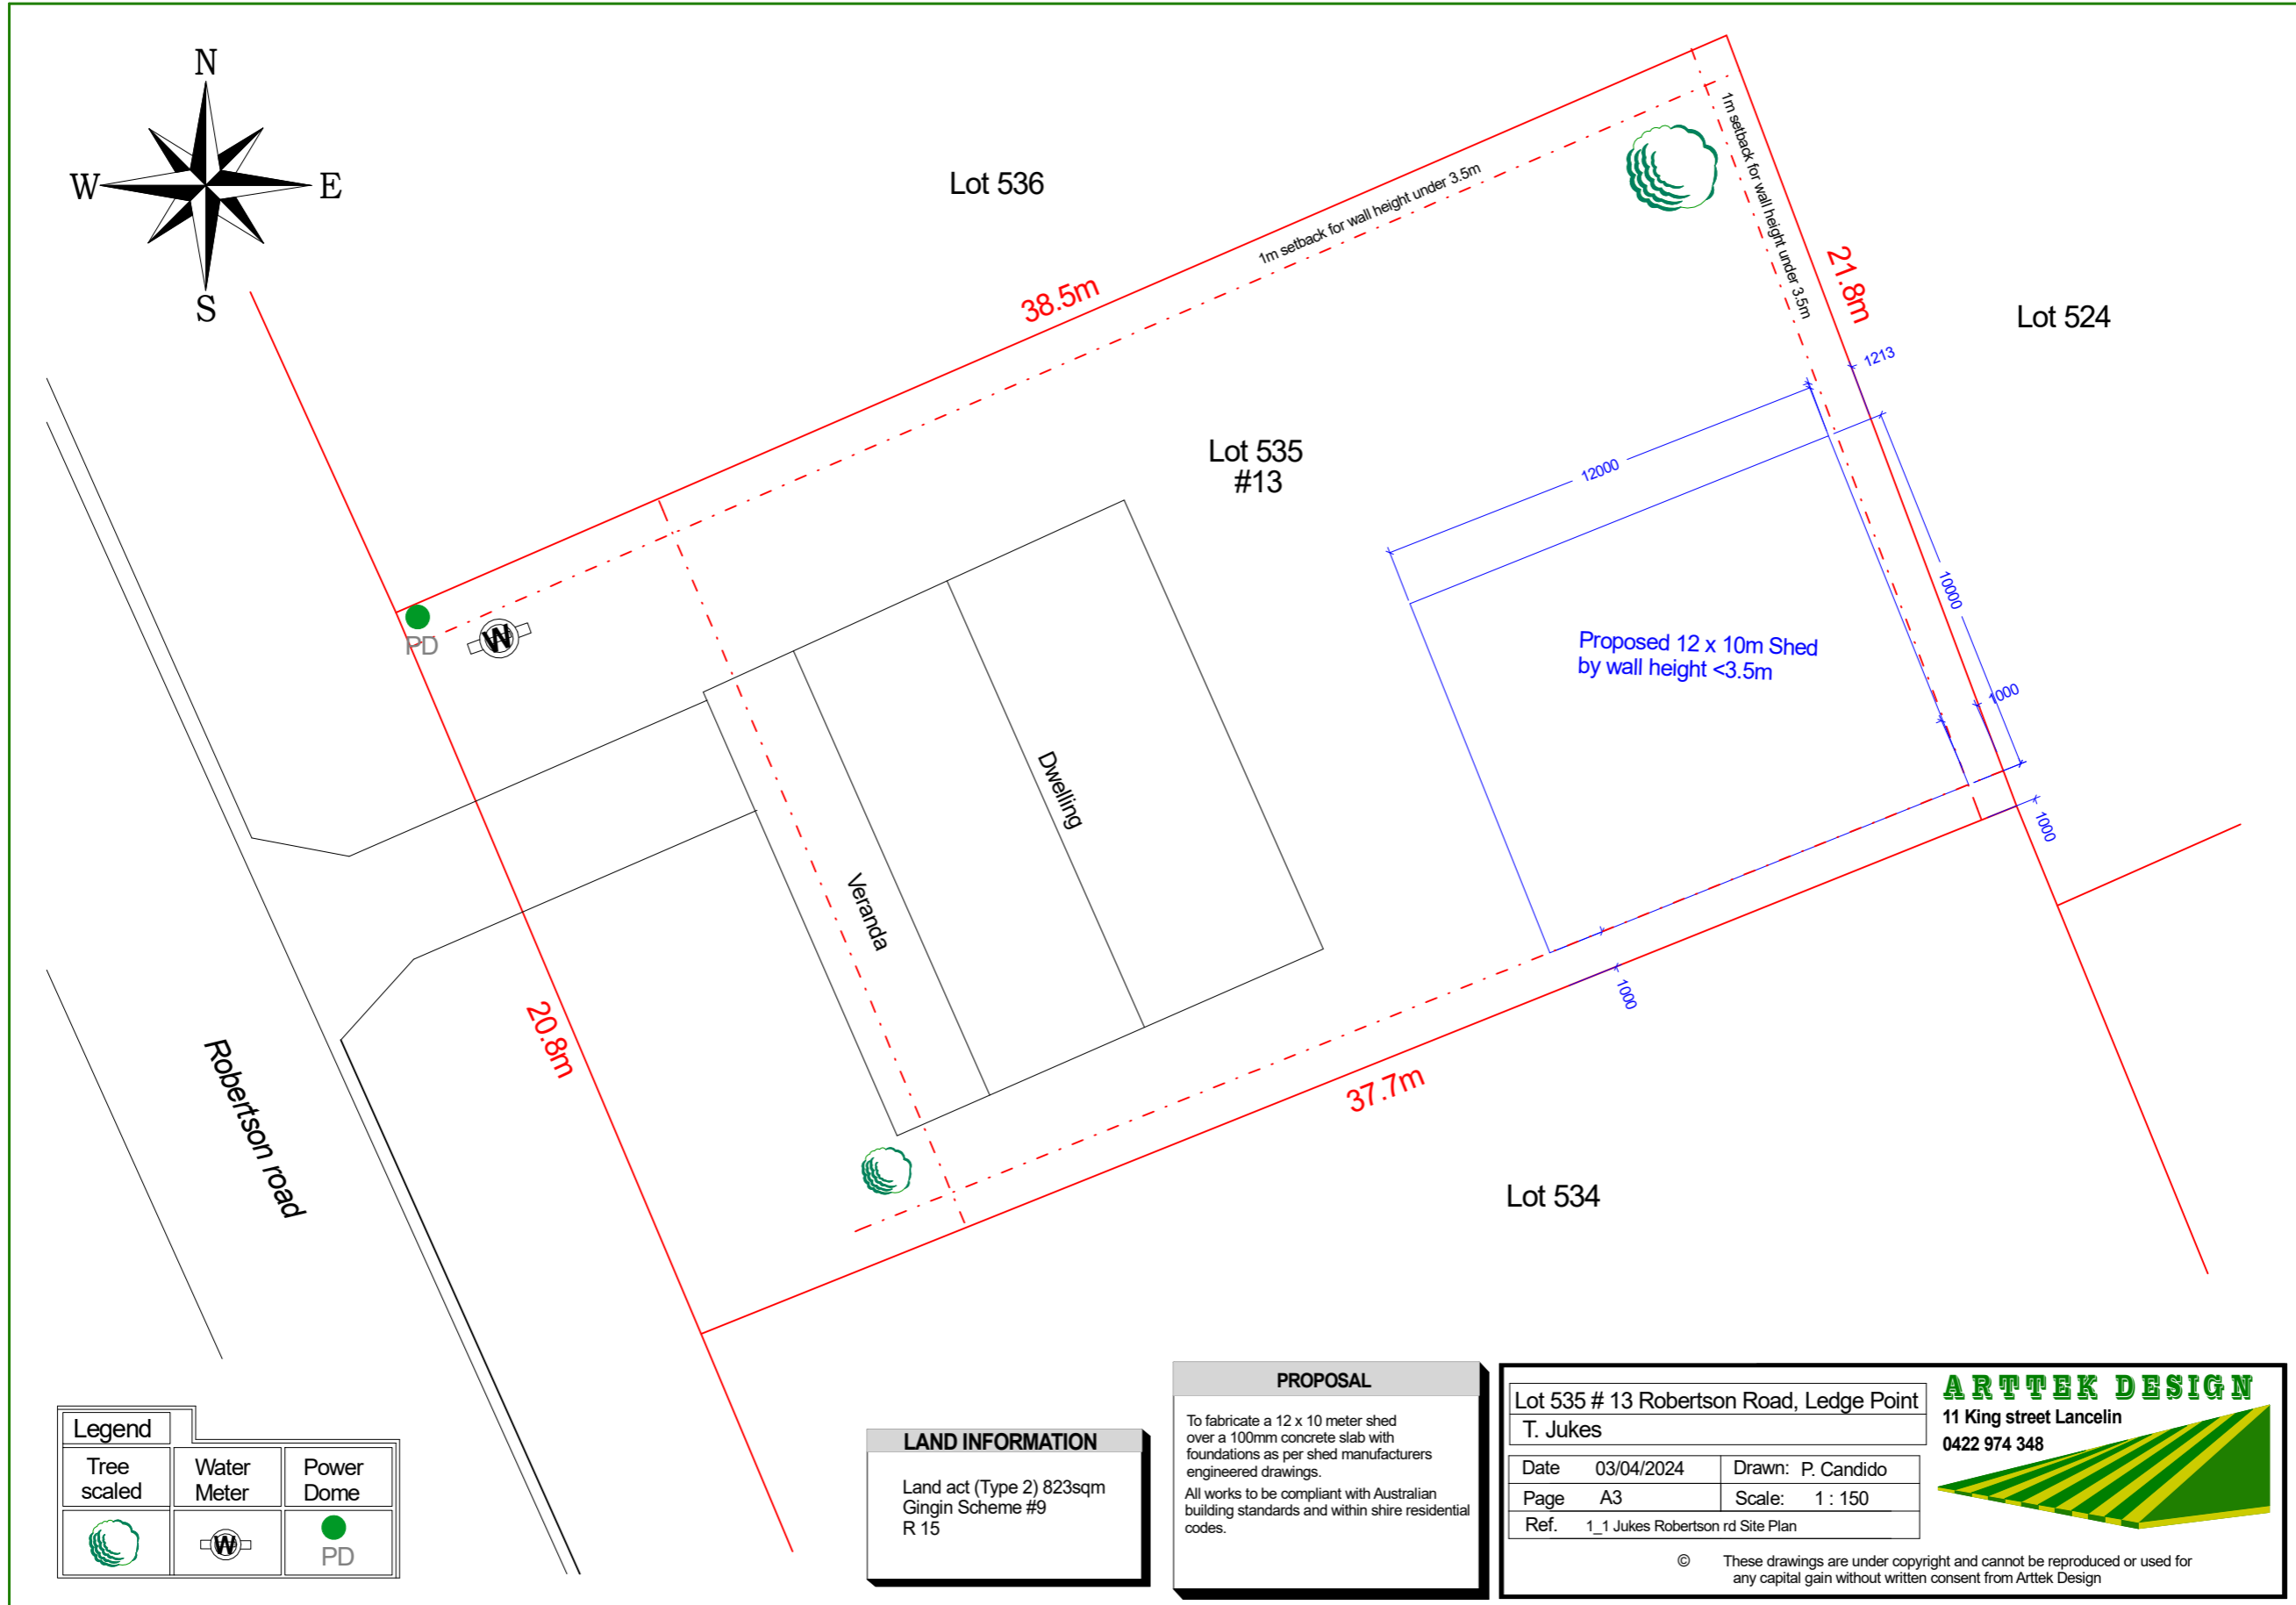 N
W
E
S
Lot 536
1m setback for wall height under 3.5m
1m setback for wall height under 3.5m
38.5m
21.8m
Lot 524
1213
Lot 535
#13
12000
10000
Proposed 12 x 10m Shed
by wall height <3.5m
1000
1000
1000
PD
W
Dwelling
Veranda
20.8m
37.7m
Robertson road
Lot 534
Legend
Tree
scaled
Water
Meter
Power
Dome
W
PD
LAND INFORMATION
Land act (Type 2) 823sqm
Gingin Scheme #9
R 15
PROPOSAL
To fabricate a 12 x 10 meter shed
over a 100mm concrete slab with
foundations as per shed manufacturers
engineered drawings.
All works to be compliant with Australian
building standards and within shire residential
codes.
Lot 535 # 13 Robertson Road, Ledge Point
T. Jukes
Date 03/04/2024 Drawn: P. Candido
Page A3 Scale: 1 : 150
Ref. 1_1 Jukes Robertson rd Site Plan
ARTTEK DESIGN
11 King street Lancelin
0422 974 348
© These drawings are under copyright and cannot be reproduced or used for
any capital gain without written consent from Arttek Design